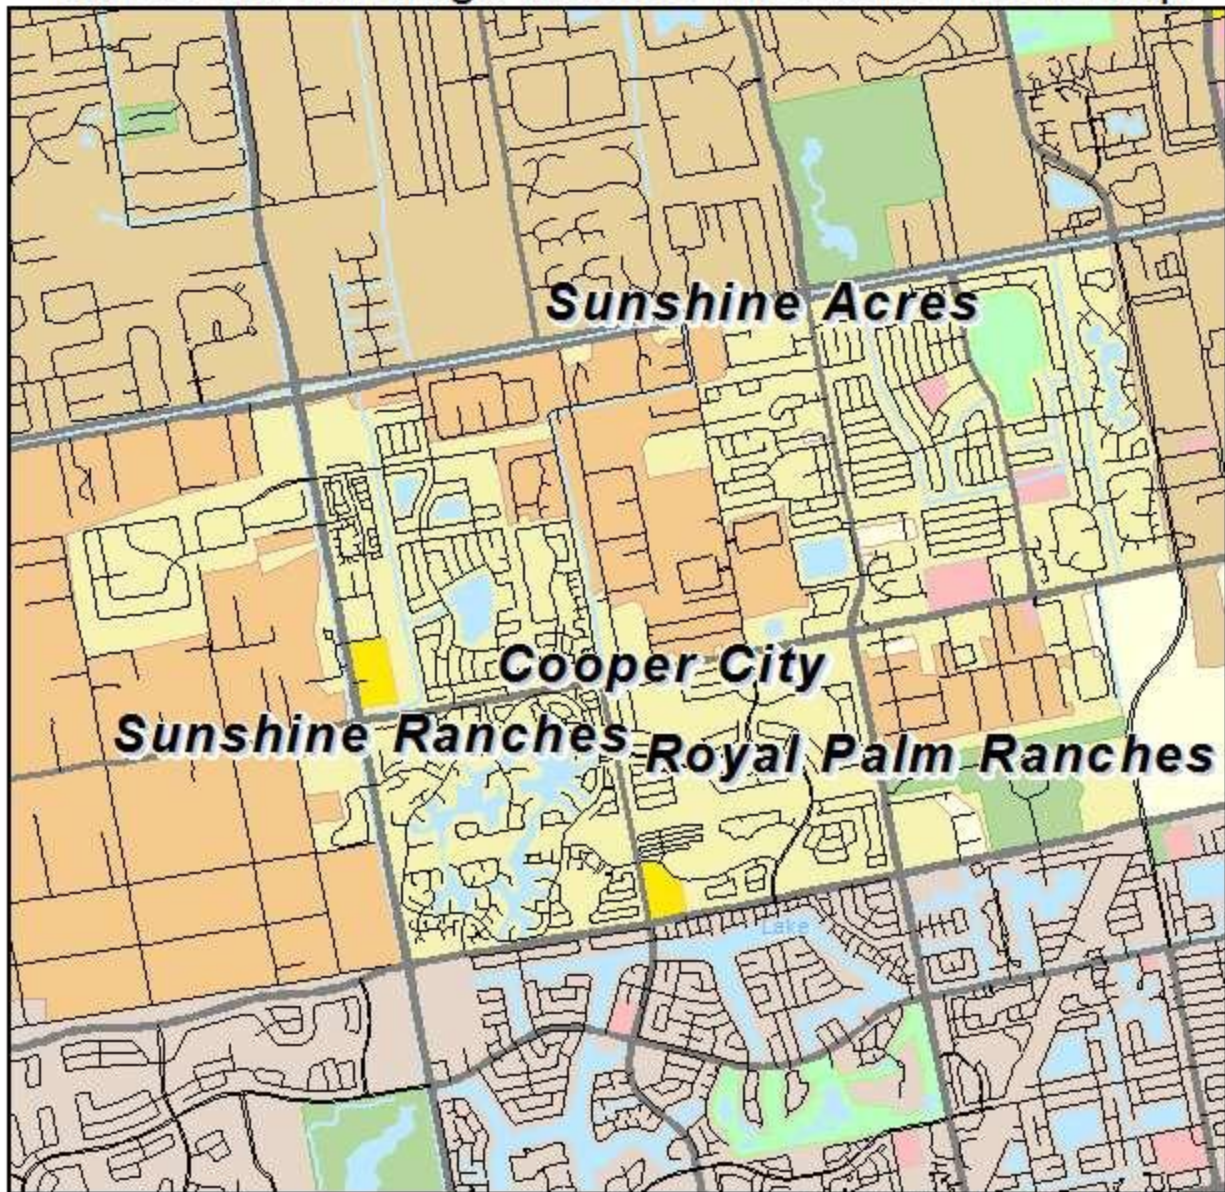 Sunshine Acres
Cooper City
Sunshine Ranches
Royal Palm Ranches
Lake